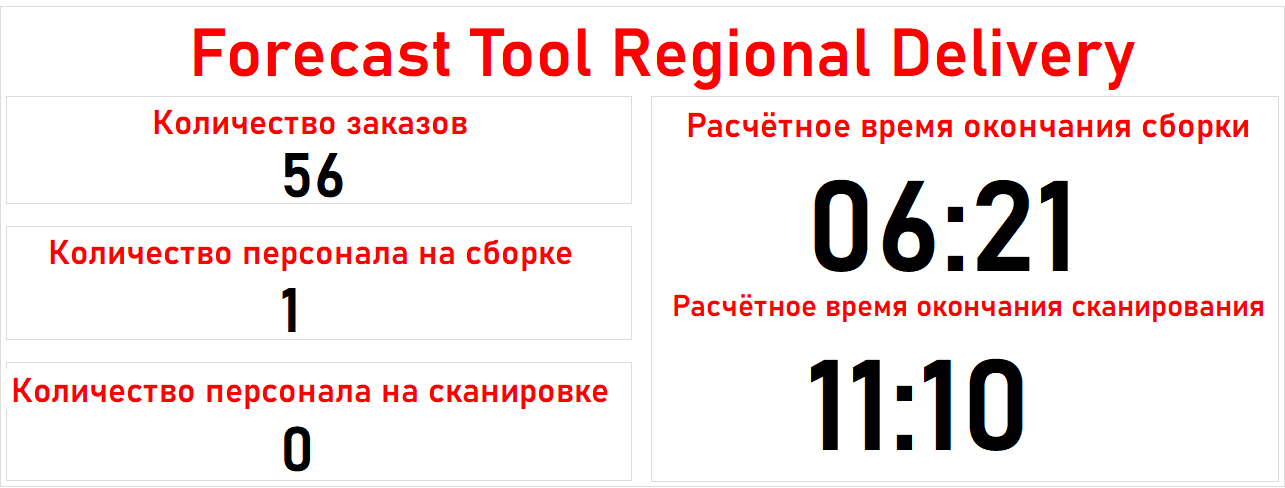 Forecast Tool Regional Delivery
Количество заказов
56
Количество персонала на сборке
1
Количество персонала на сканировке
0
Расчётное время окончания сборки
06:21
Расчётное время окончания сканирования
11:10